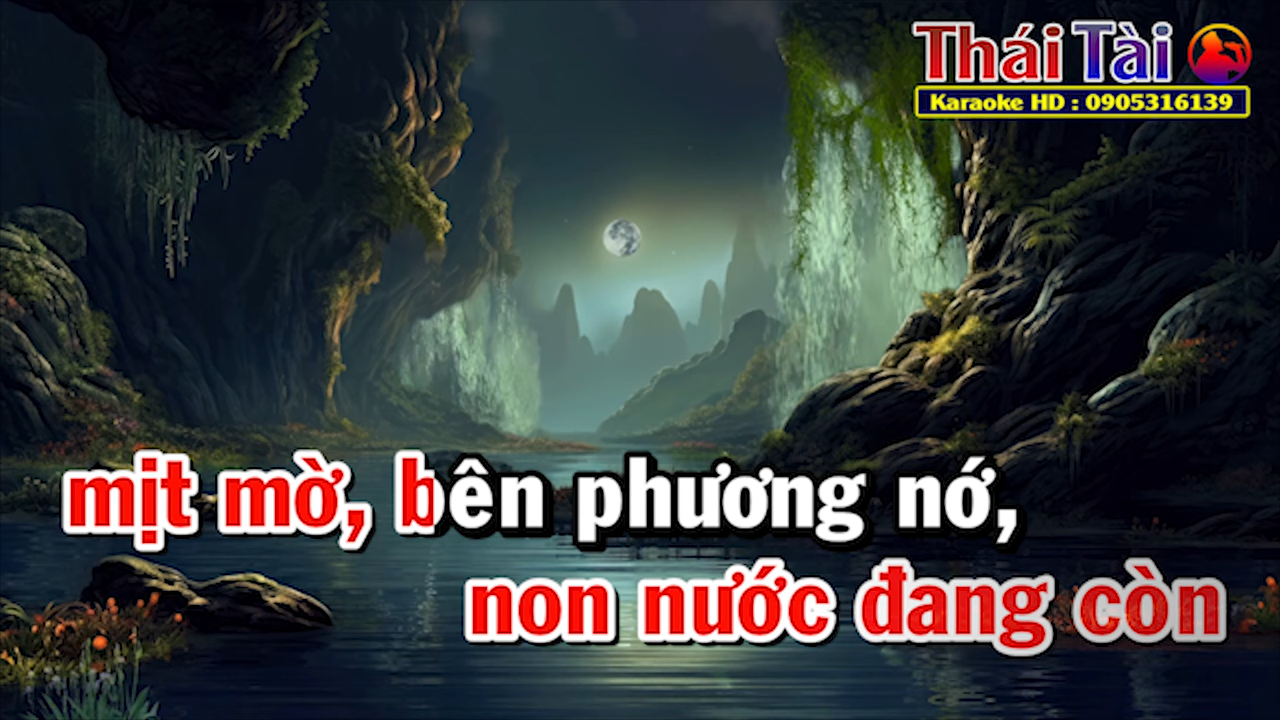 Thái Tài
Karaoke HD : 0905316139
mịt mờ, bên phương nớ,
non nước đang còn